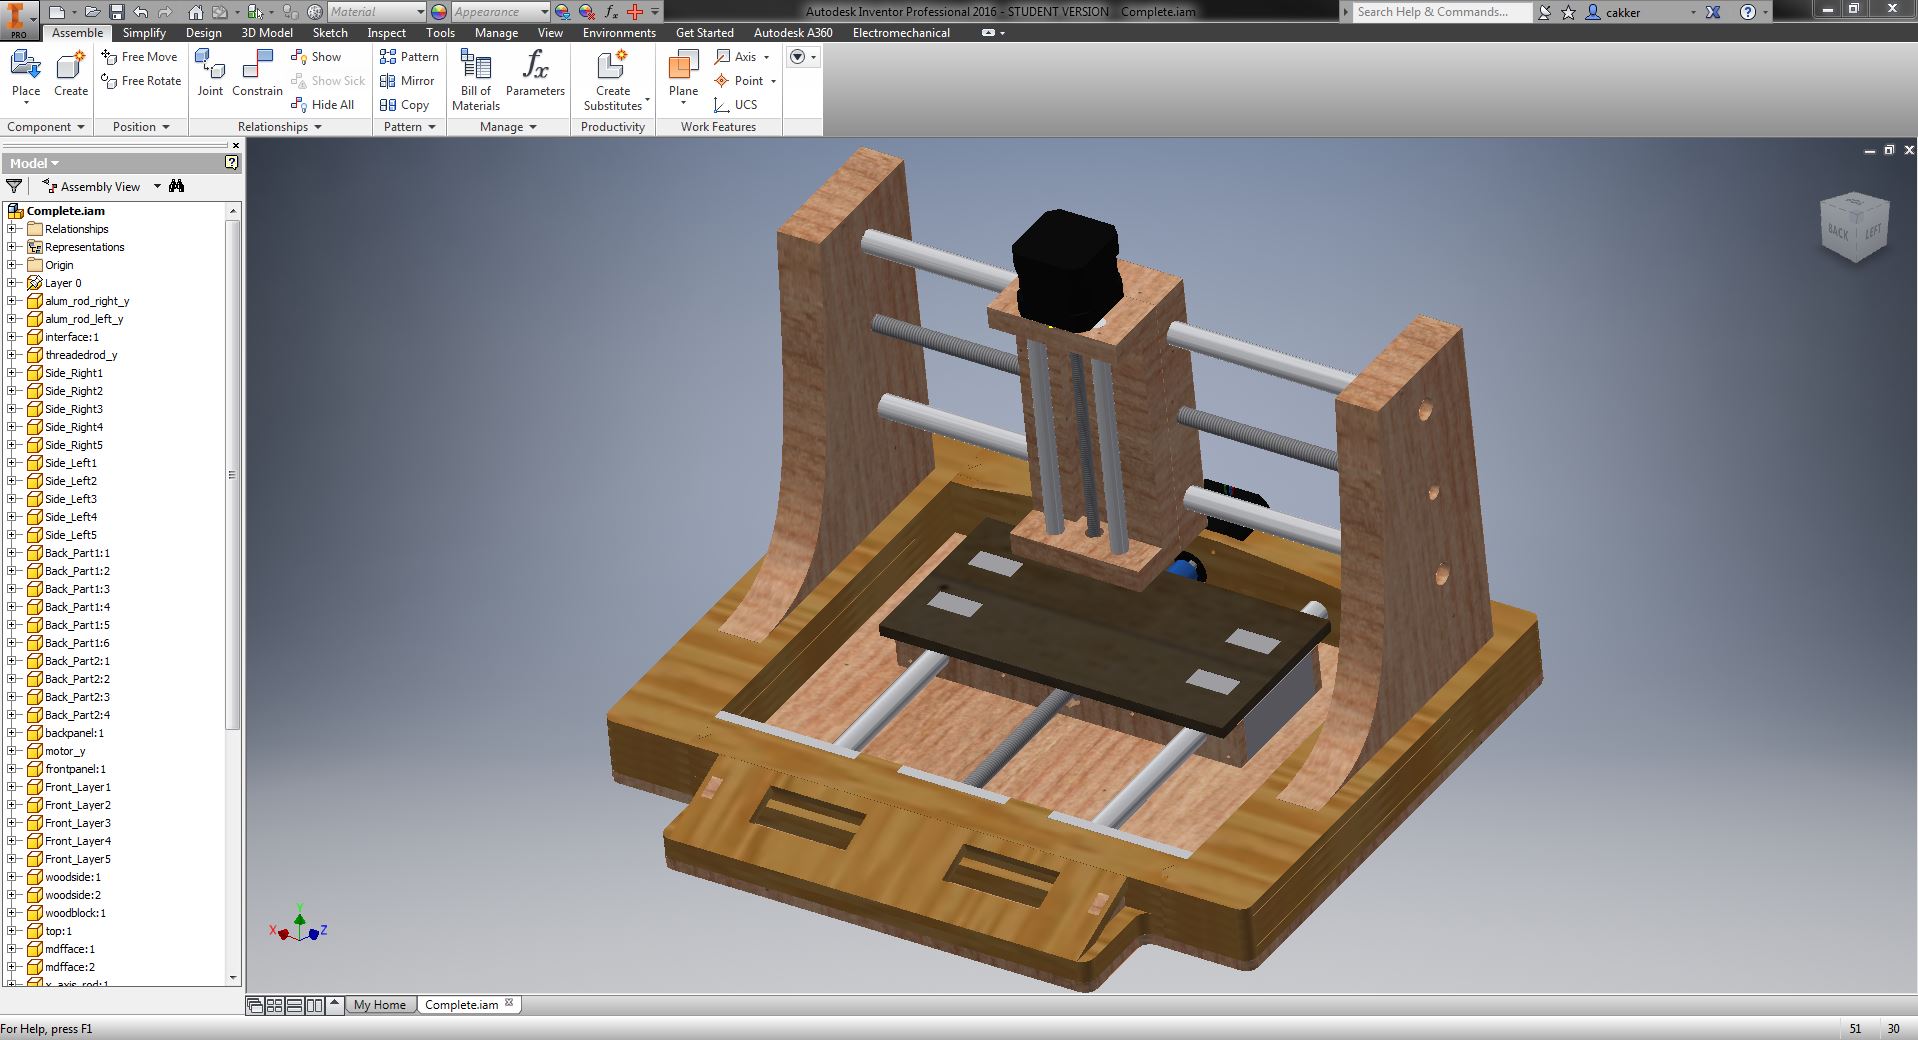 Material
Appearance
Autodesk Inventor Professional 2016 - STUDENT VERSION Complete.iam
Search Help & Commands...
cakker
PRO
Assemble Simplify Design 3D Model Sketch Inspect Tools Manage View Environments Get Started Autodesk A360 Electromechanical
Place
Create
Free Move
Free Rotate
Joint
Constrain
Show
Show Sick
Hide All
Pattern
Mirror
Copy
Bill of
Materials
Parameters
Create
Substitutes
Plane
Axis
Point
UCS
Component
Position
Relationships
Pattern
Manage
Productivity
Work Features
Model
Assembly View
Complete.iam
Relationships
Representations
Origin
Layer 0
alum_rod_right_y
alum_rod_left_y
interface:1
threadedrod_y
Side_Right1
Side_Right2
Side_Right3
Side_Right4
Side_Right5
Side_Left1
Side_Left2
Side_Left3
Side_Left4
Side_Left5
Back_Part1:1
Back_Part1:2
Back_Part1:3
Back_Part1:4
Back_Part1:5
Back_Part1:6
Back_Part2:1
Back_Part2:2
Back_Part2:3
Back_Part2:4
backpanel:1
motor_y
frontpanel:1
Front_Layer1
Front_Layer2
Front_Layer3
Front_Layer4
Front_Layer5
woodside:1
woodside:2
woodblock:1
top:1
mdfface:1
mdfface:2
x_axis_rod:1
BACK
LEFT
Y
X
Z
My Home
Complete.iam
For Help, press F1
51
30